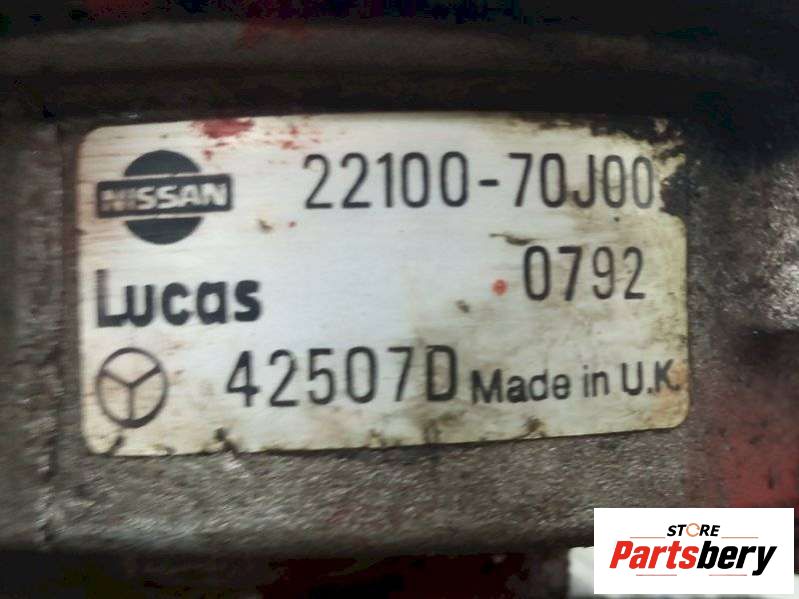 NISSAN 22100-70J00
Lucas 0792
42507D Made in U.K.
STORE
Partsbery